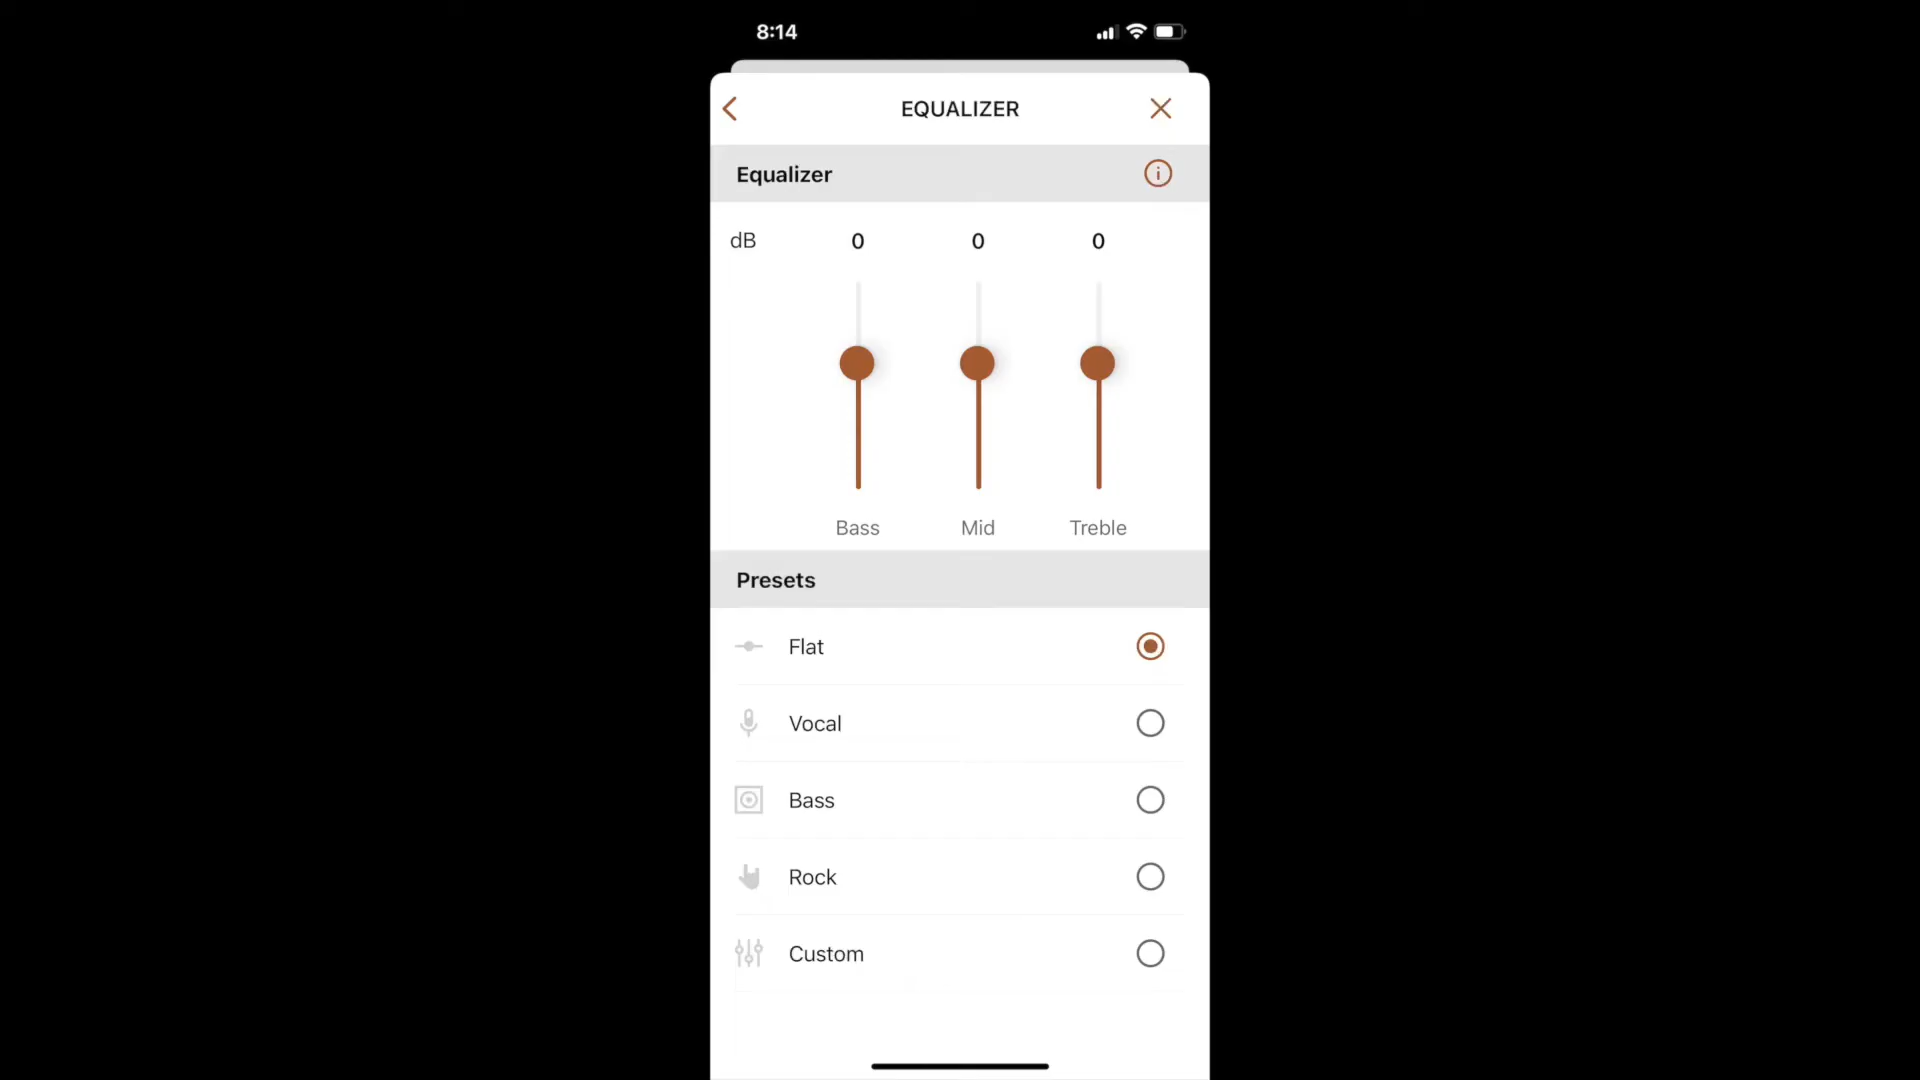 8:14
EQUALIZER
Equalizer
dB 0 0 0
Bass Mid Treble
Presets
Flat
Vocal
Bass
Rock
Custom